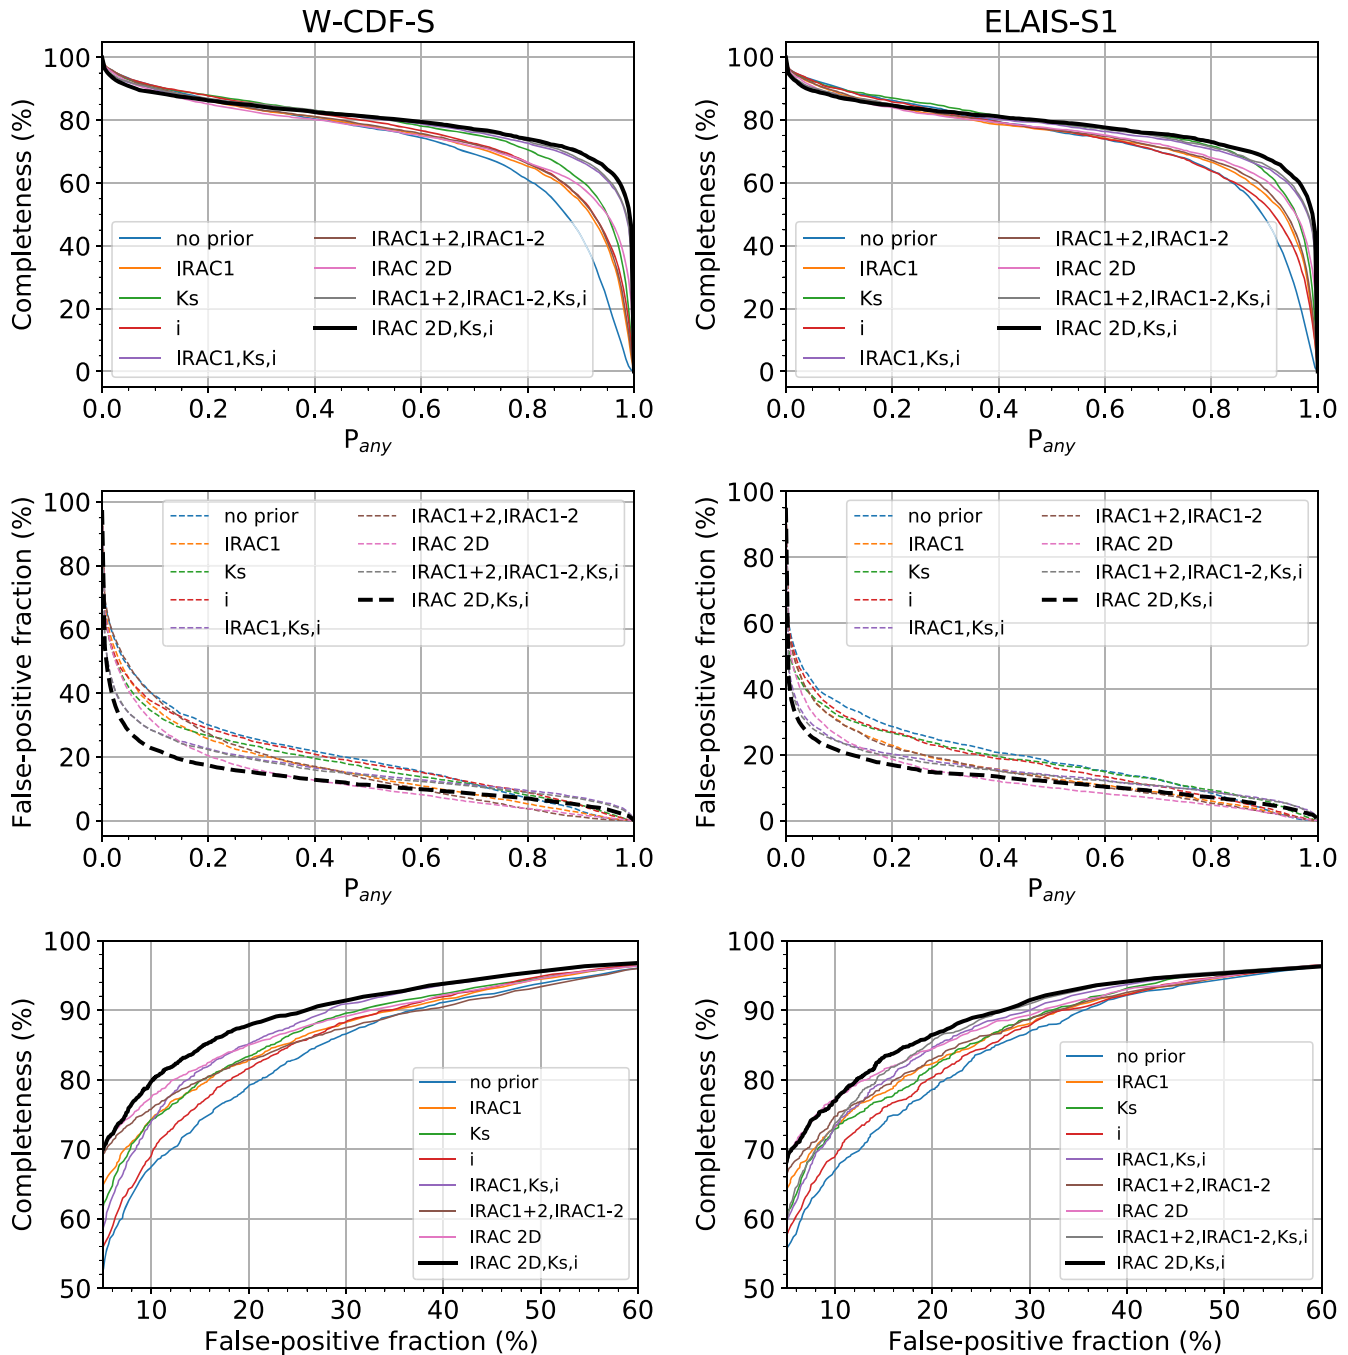 W-CDF-S
ELAIS-S1
Completeness (%)
100
80
60
40
20
0
no prior
IRAC1
Ks
i
IRAC1,Ks,i
IRAC1+2,IRAC1-2
IRAC 2D
IRAC1+2,IRAC1-2,Ks,i
IRAC 2D,Ks,i
0.0 0.2 0.4 0.6 0.8 1.0
Pany
Completeness (%)
100
80
60
40
20
0
no prior
IRAC1
Ks
i
IRAC1,Ks,i
IRAC1+2,IRAC1-2
IRAC 2D
IRAC1+2,IRAC1-2,Ks,i
IRAC 2D,Ks,i
0.0 0.2 0.4 0.6 0.8 1.0
Pany
False-positive fraction (%)
100
80
60
40
20
0
no prior
IRAC1
Ks
i
IRAC1,Ks,i
IRAC1+2,IRAC1-2
IRAC 2D
IRAC1+2,IRAC1-2,Ks,i
IRAC 2D,Ks,i
0.0 0.2 0.4 0.6 0.8 1.0
Pany
False-positive fraction (%)
100
80
60
40
20
0
no prior
IRAC1
Ks
i
IRAC1,Ks,i
IRAC1+2,IRAC1-2
IRAC 2D
IRAC1+2,IRAC1-2,Ks,i
IRAC 2D,Ks,i
0.0 0.2 0.4 0.6 0.8 1.0
Pany
Completeness (%)
100
90
80
70
60
50
no prior
IRAC1
Ks
i
IRAC1,Ks,i
IRAC1+2,IRAC1-2
IRAC 2D
IRAC 2D,Ks,i
10 20 30 40 50 60
False-positive fraction (%)
Completeness (%)
100
90
80
70
60
50
no prior
IRAC1
Ks
i
IRAC1,Ks,i
IRAC1+2,IRAC1-2
IRAC 2D
IRAC1+2,IRAC1-2,Ks,i
IRAC 2D,Ks,i
10 20 30 40 50 60
False-positive fraction (%)